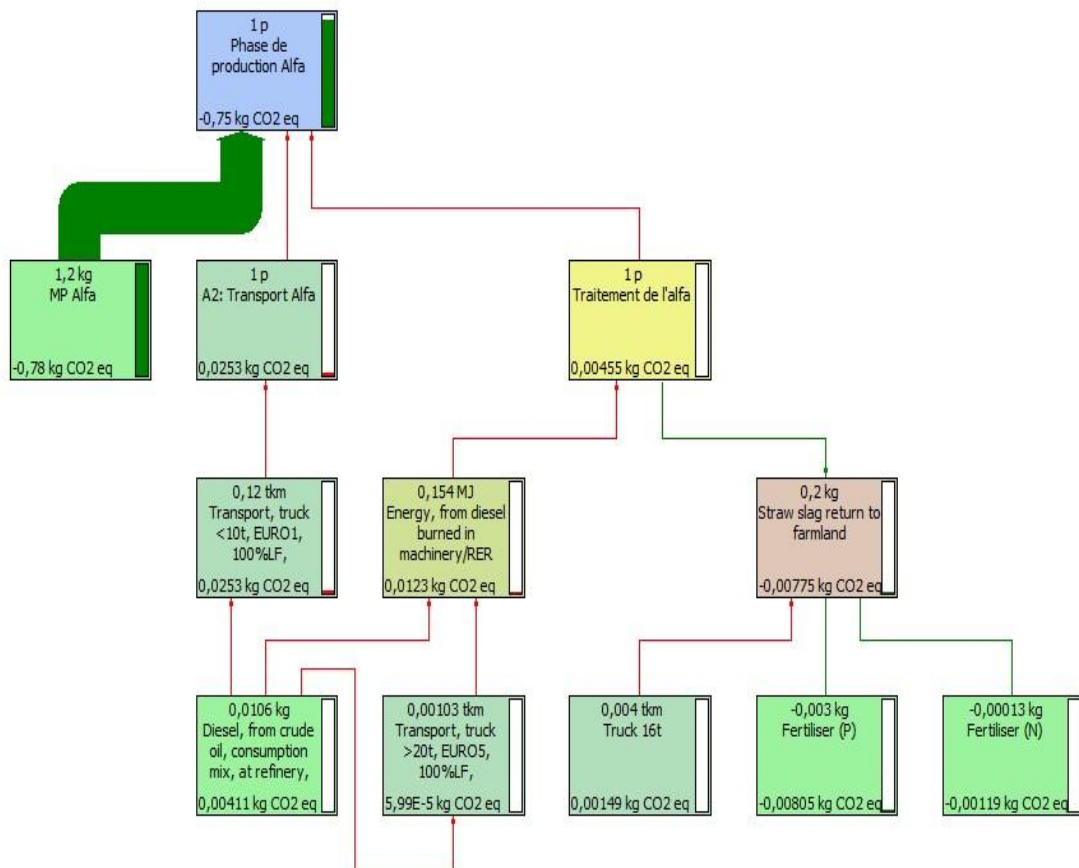 1 p
Phase de
production Alfa
-0,75 kg CO2 eq
1,2 kg
MP Alfa
-0,78 kg CO2 eq
1 p
A2: Transport Alfa
0,0253 kg CO2 eq
1 p
Traitement de l'alfa
0,00455 kg CO2 eq
0,12 tkm
Transport, truck
<10t, EURO1,
100%LF,
0,0253 kg CO2 eq
0,154 MJ
Energy, from diesel
burned in
machinery/RER
0,0123 kg CO2 eq
0,2 kg
Straw slag return to
farmland
-0,00775 kg CO2 eq
0,0106 kg
Diesel, from crude
oil, consumption
mix, at refinery,
0,00411 kg CO2 eq
0,00103 tkm
Transport, truck
>20t, EURO5,
100%LF,
5,99E-5 kg CO2 eq
0,004 tkm
Truck 16t
0,00149 kg CO2 eq
-0,003 kg
Fertiliser (P)
-0,00805 kg CO2 eq
-0,00013 kg
Fertiliser (N)
-0,00119 kg CO2 eq